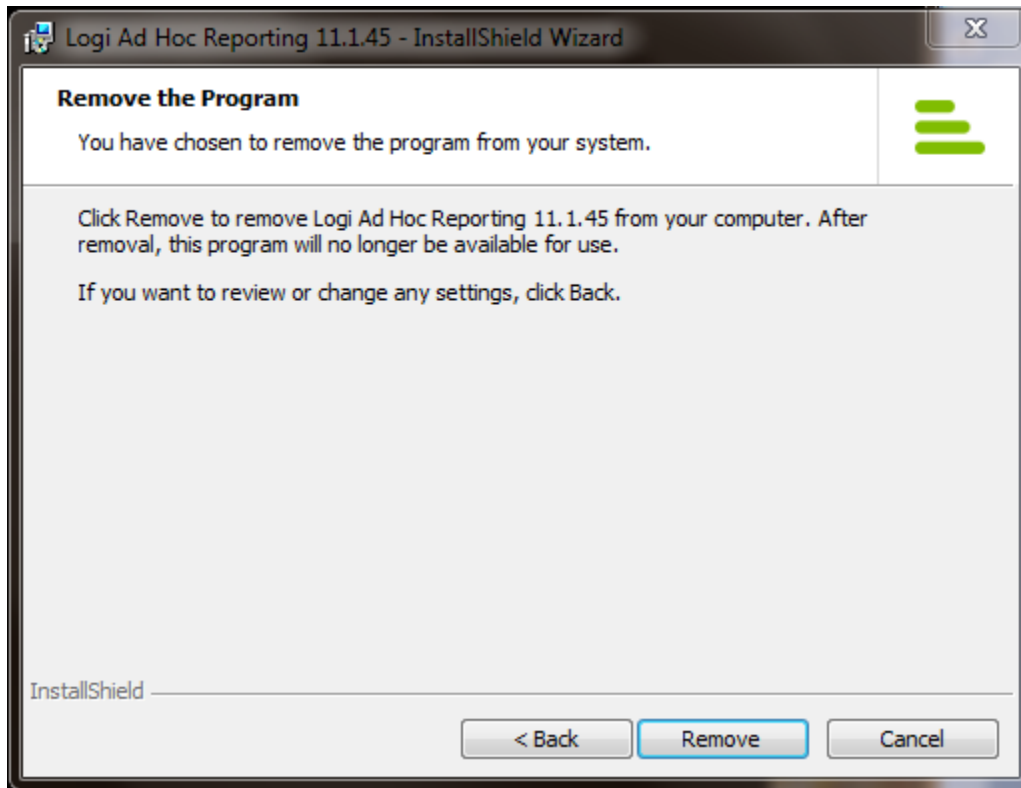 Logi Ad Hoc Reporting 11.1.45 - InstallShield Wizard
Remove the Program
You have chosen to remove the program from your system.
Click Remove to remove Logi Ad Hoc Reporting 11.1.45 from your computer. After
removal, this program will no longer be available for use.
If you want to review or change any settings, click Back.
InstallShield
< Back
Remove
Cancel